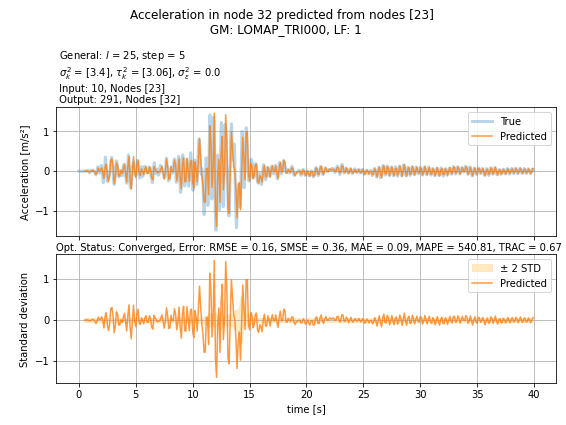 Acceleration in node 32 predicted from nodes [23]
GM: LOMAP_TRI000, LF: 1
General: l = 25, step = 5
σ_k² = [3.4], τ_k² = [3.06], σ_ε² = 0.0
Input: 10, Nodes [23]
Output: 291, Nodes [32]
True
Predicted
Acceleration [m/s²]
1
0
−1
Opt. Status: Converged, Error: RMSE = 0.16, SMSE = 0.36, MAE = 0.09, MAPE = 540.81, TRAC = 0.67
± 2 STD
Predicted
Standard deviation
1
0
−1
0 5 10 15 20 25 30 35 40
time [s]